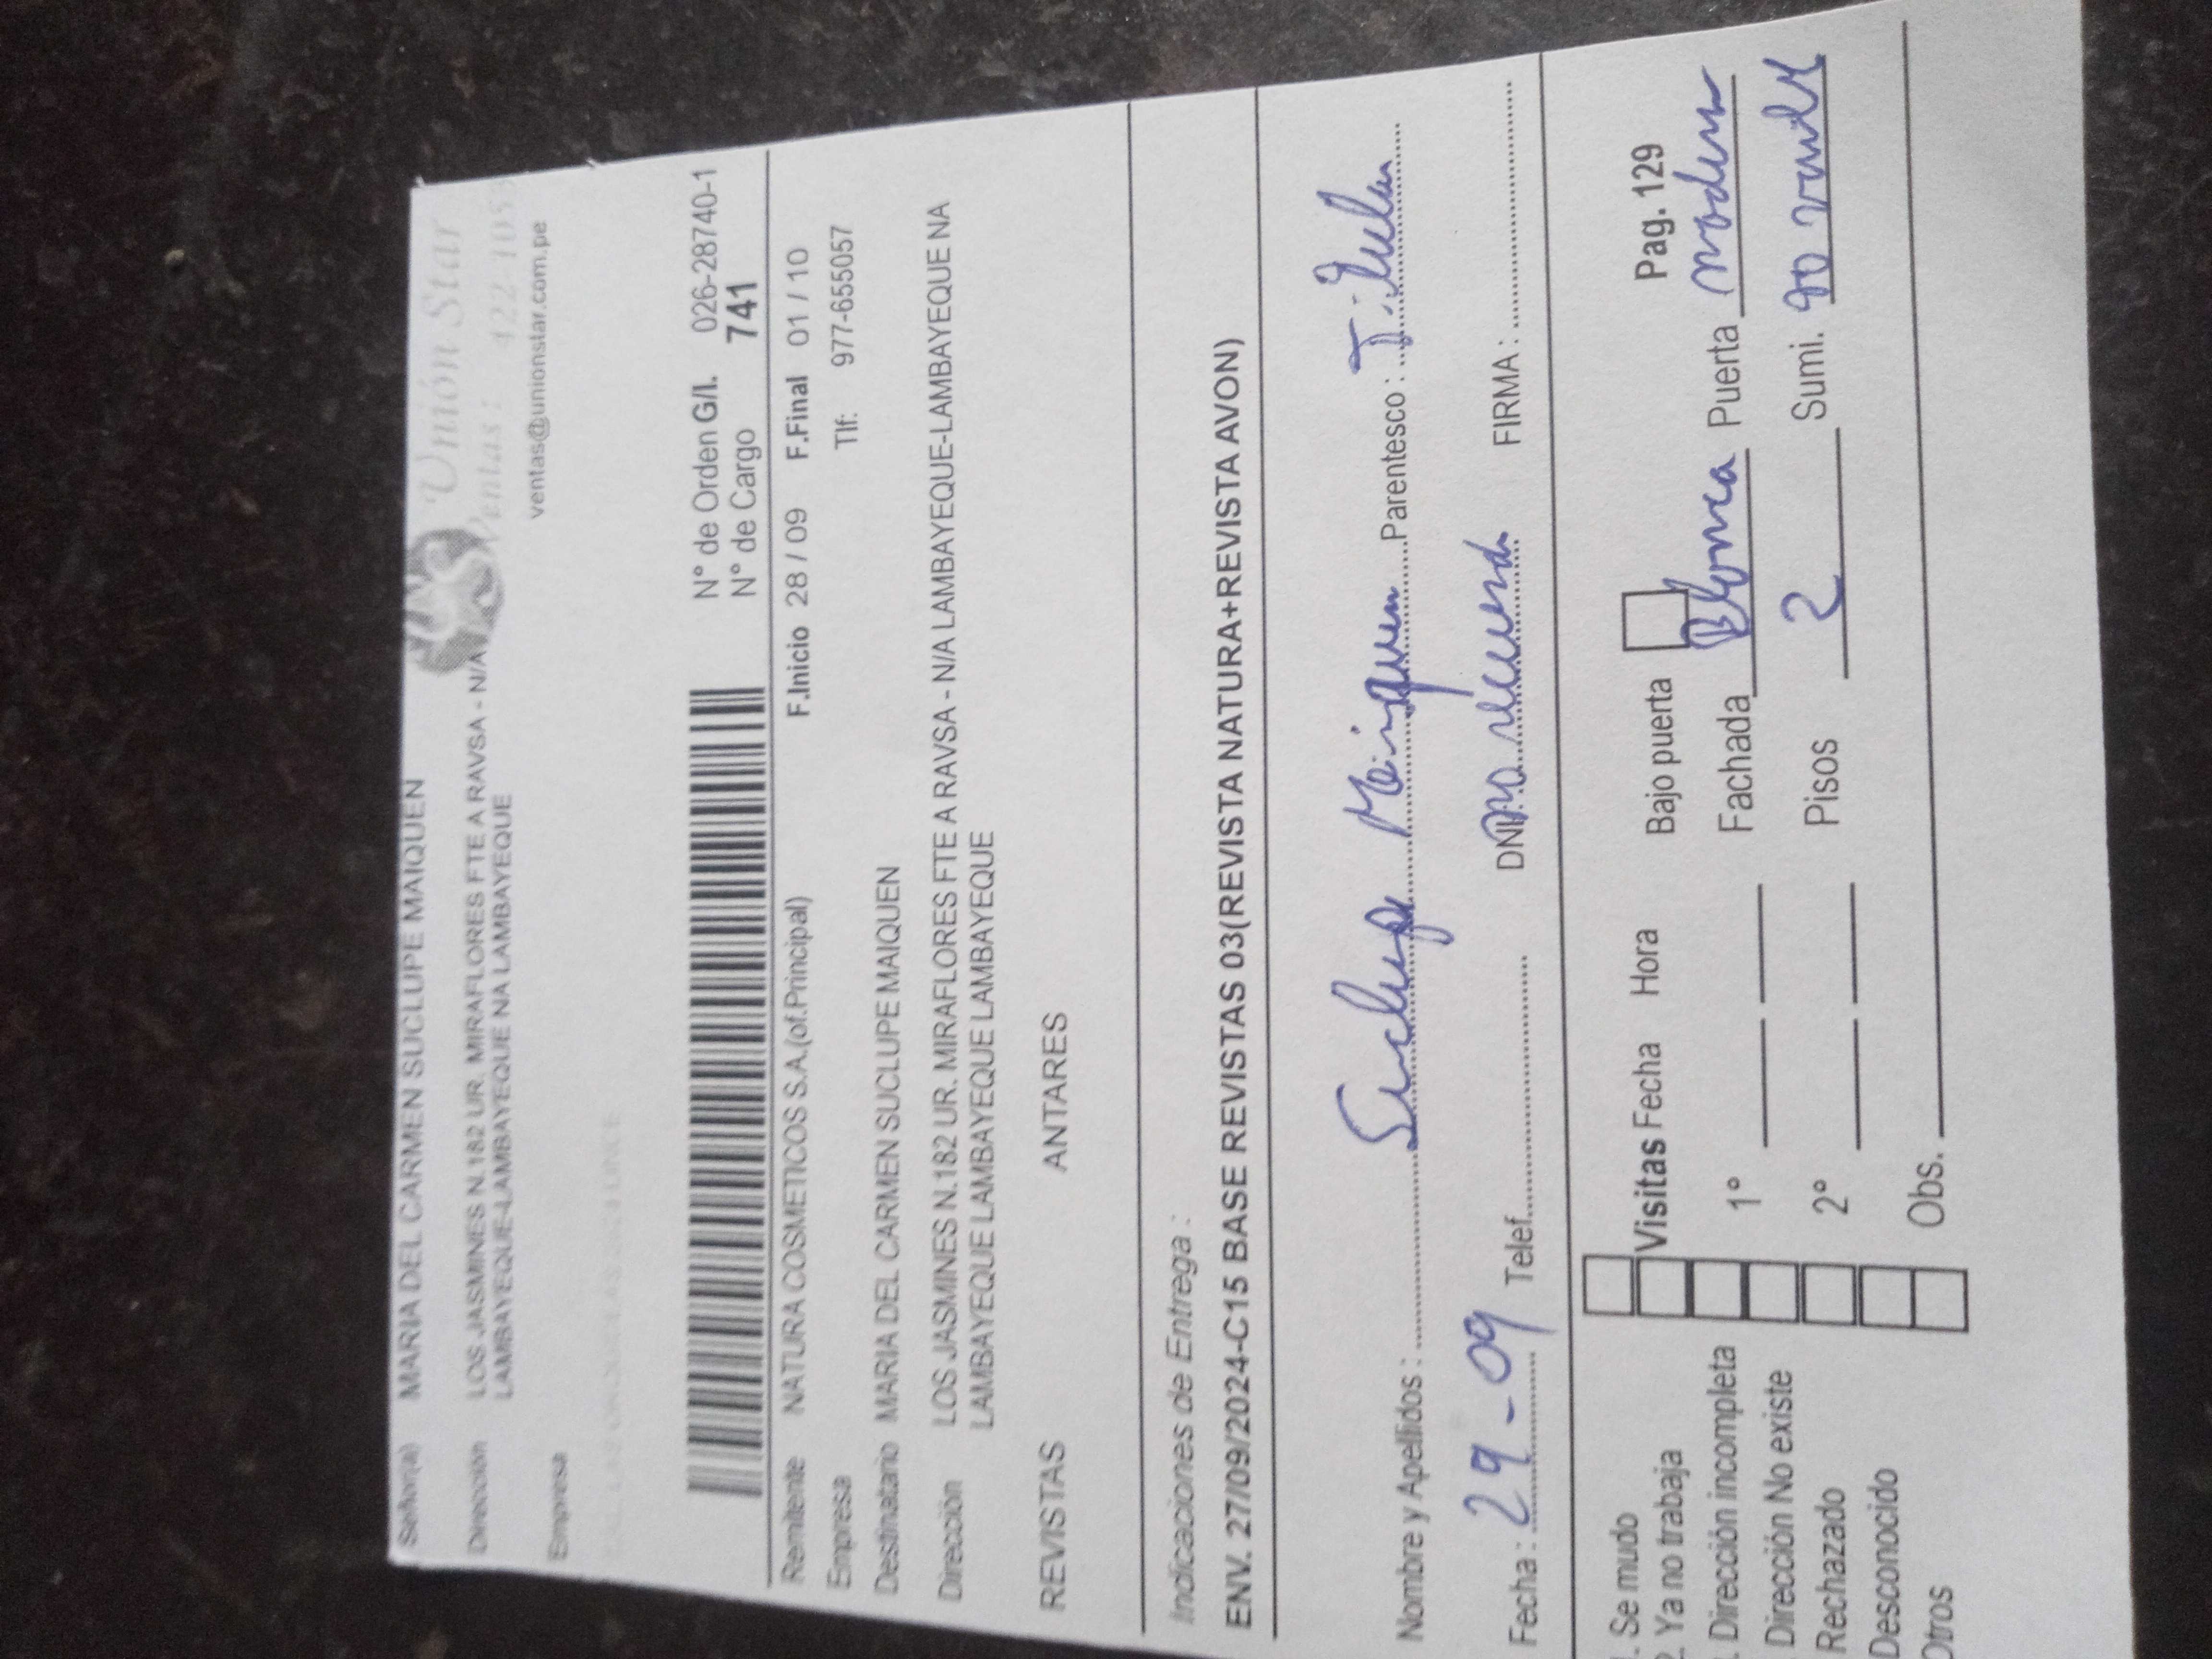 Señor(a) MARIA DEL CARMEN SUCLUPE MAIQUEN
Unión Star
Ventas: 422-105
ventas@unionstar.com.pe
Dirección LOS JASMINES N.182 UR. MIRAFLORES FTE A RAVSA - N/A
LAMBAYEQUE-LAMBAYEQUE NA LAMBAYEQUE
Empresa
N° de Orden G/I. 026-287740-1
N° de Cargo 741
Remitente NATURA COSMETICOS S.A.(of.Principal) F.Inicio 28 / 09 F.Final 01 / 10
Empresa Tlf: 977-655057
Destinatario MARIA DEL CARMEN SUCLUPE MAIQUEN
Dirección LOS JASMINES N.182 UR. MIRAFLORES FTE A RAVSA - N/A LAMBAYEQUE-LAMBAYEQUE NA
LAMBAYEQUE LAMBAYEQUE LAMBAYEQUE
REVISTAS ANTARES
Indicaciones de Entrega :
ENV. 27/09/2024-C15 BASE REVISTAS 03(REVISTA NATURA+REVISTA AVON)
Nombre y Apellidos : Suclupe Maiquen Parentesco :
Fecha : 29-09 Telef. DNI no recuerda FIRMA :
. Se mudo
2. Ya no trabaja
. Dirección incompleta
Dirección No existe
Rechazado
Desconocido
Otros
Visitas Fecha Hora
1°
2°
Obs.
Bajo puerta Pag. 129
Fachada Blanca Puerta
Pisos 2 Sumi. no